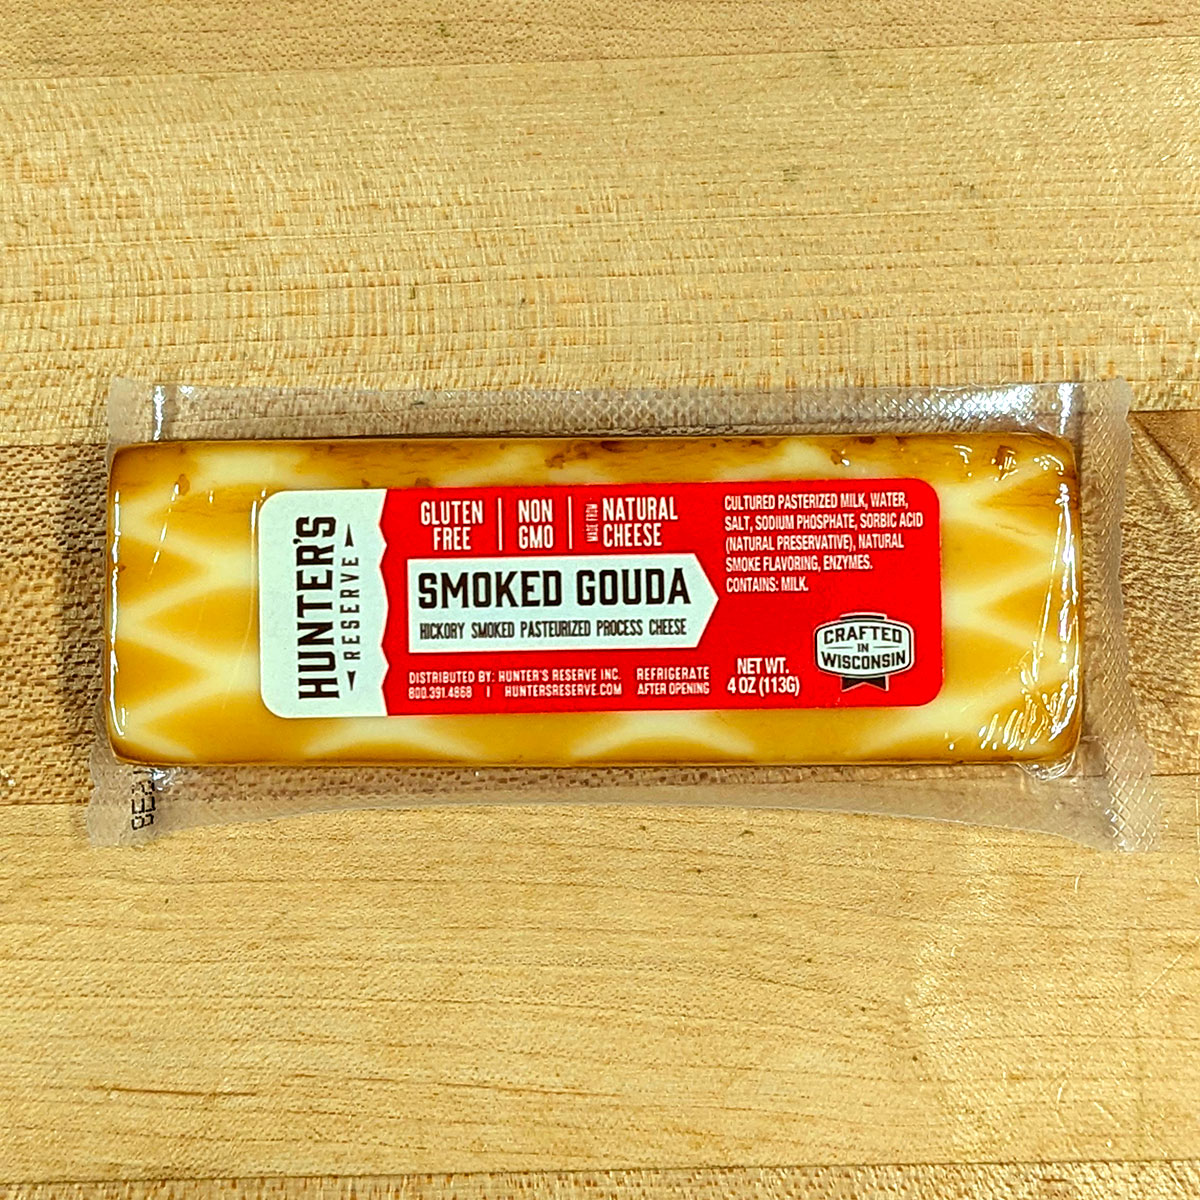 HUNTER'S
RESERVE
GLUTEN
FREE
NON
GMO
MADE FROM
NATURAL
CHEESE
SMOKED GOUDA
HICKORY SMOKED PASTEURIZED PROCESS CHEESE
DISTRIBUTED BY: HUNTER'S RESERVE INC.
800.391.4868 | HUNTERSRESERVE.COM
REFRIGERATE
AFTER OPENING
CULTURED PASTERIZED MILK, WATER,
SALT, SODIUM PHOSPHATE, SORBIC ACID
(NATURAL PRESERVATIVE), NATURAL
SMOKE FLAVORING, ENZYMES.
CONTAINS: MILK.
NET WT.
4 OZ (113G)
CRAFTED
IN
WISCONSIN